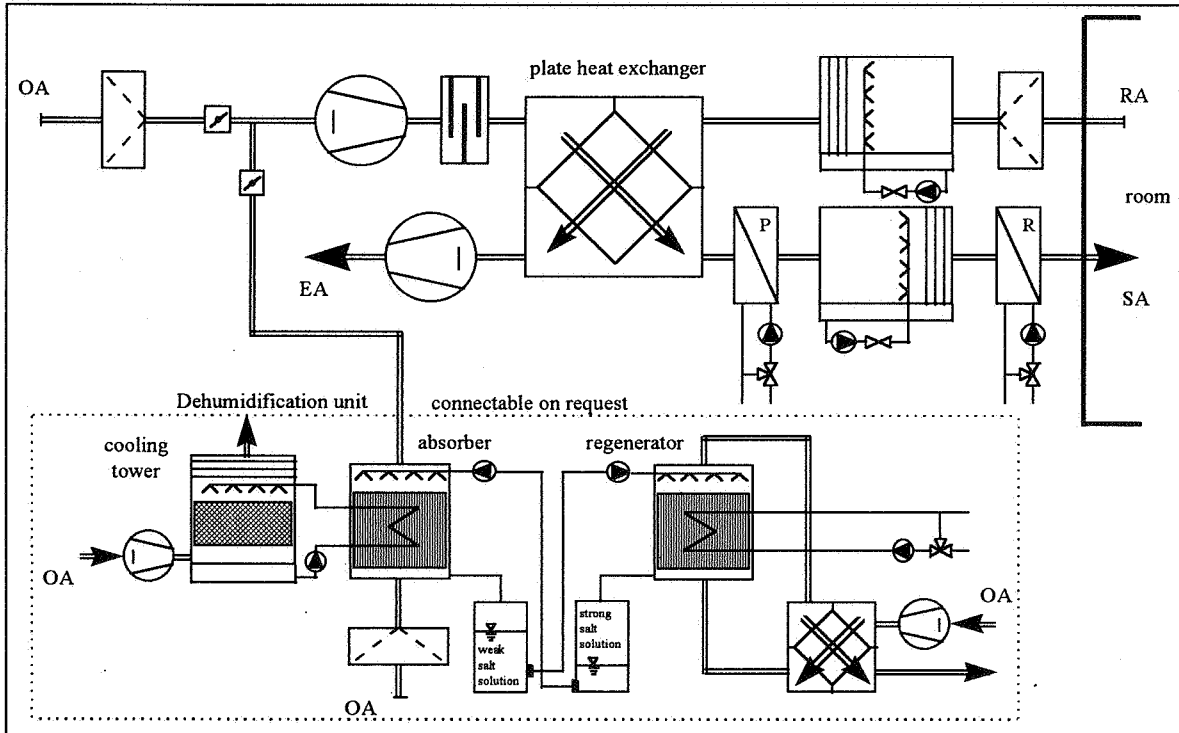 plate heat exchanger
OA
RA
room
P
R
EA
SA
Dehumidification unit
connectable on request
cooling
tower
absorber
regenerator
OA
OA
weak
salt
solution
strong
salt
solution
OA